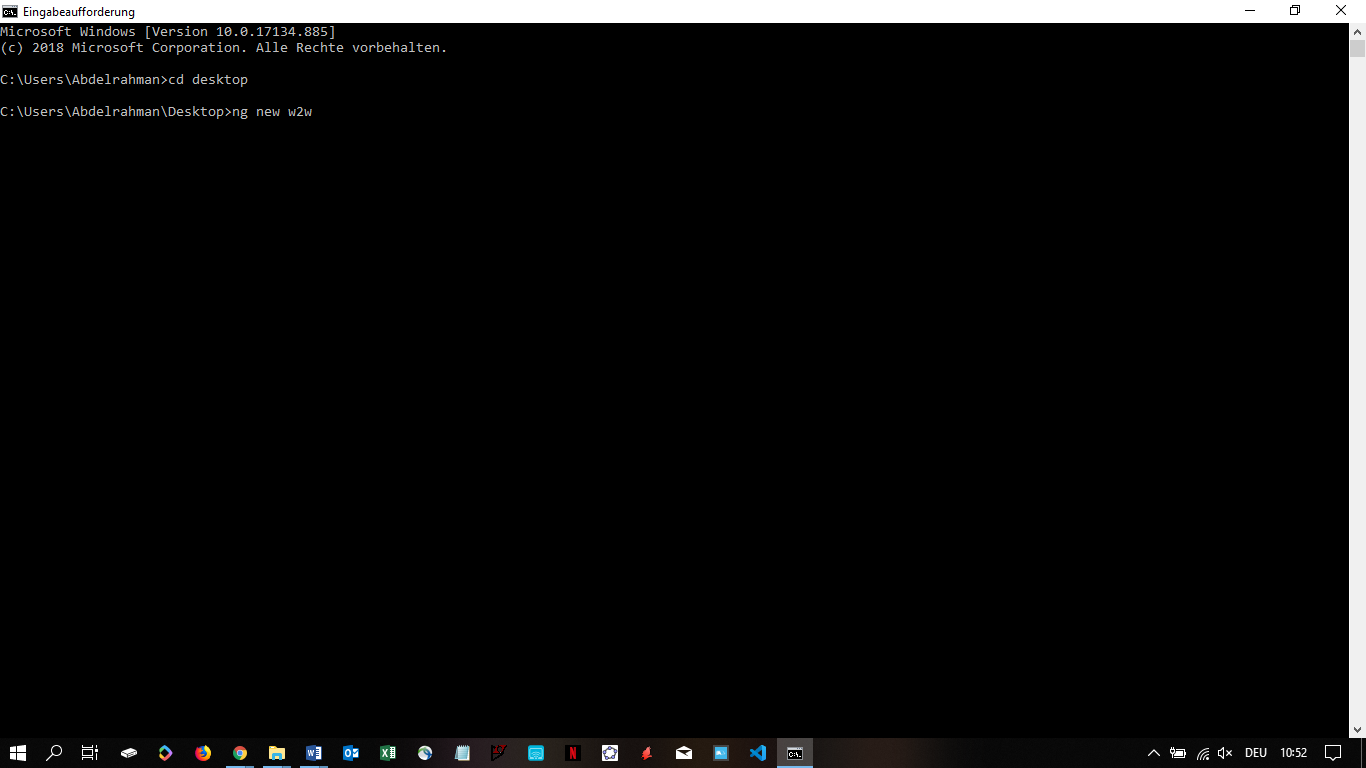 Eingabeaufforderung
Microsoft Windows [Version 10.0.17134.885]
(c) 2018 Microsoft Corporation. Alle Rechte vorbehalten.
C:\Users\Abdelrahman>cd desktop
C:\Users\Abdelrahman\Desktop>ng new w2w
DEU 10:52